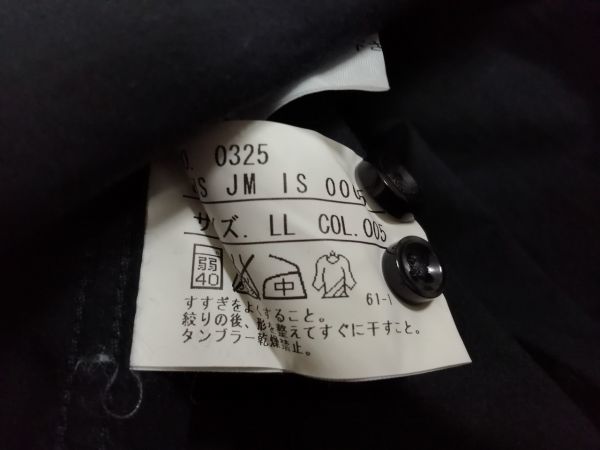 0325
JM IS 00
サイズ. LL COL.005
弱 40 中
61-1
すすぎをよくすること。
絞りの後、形を整えてすぐに干すこと。
タンブラー乾燥禁止。